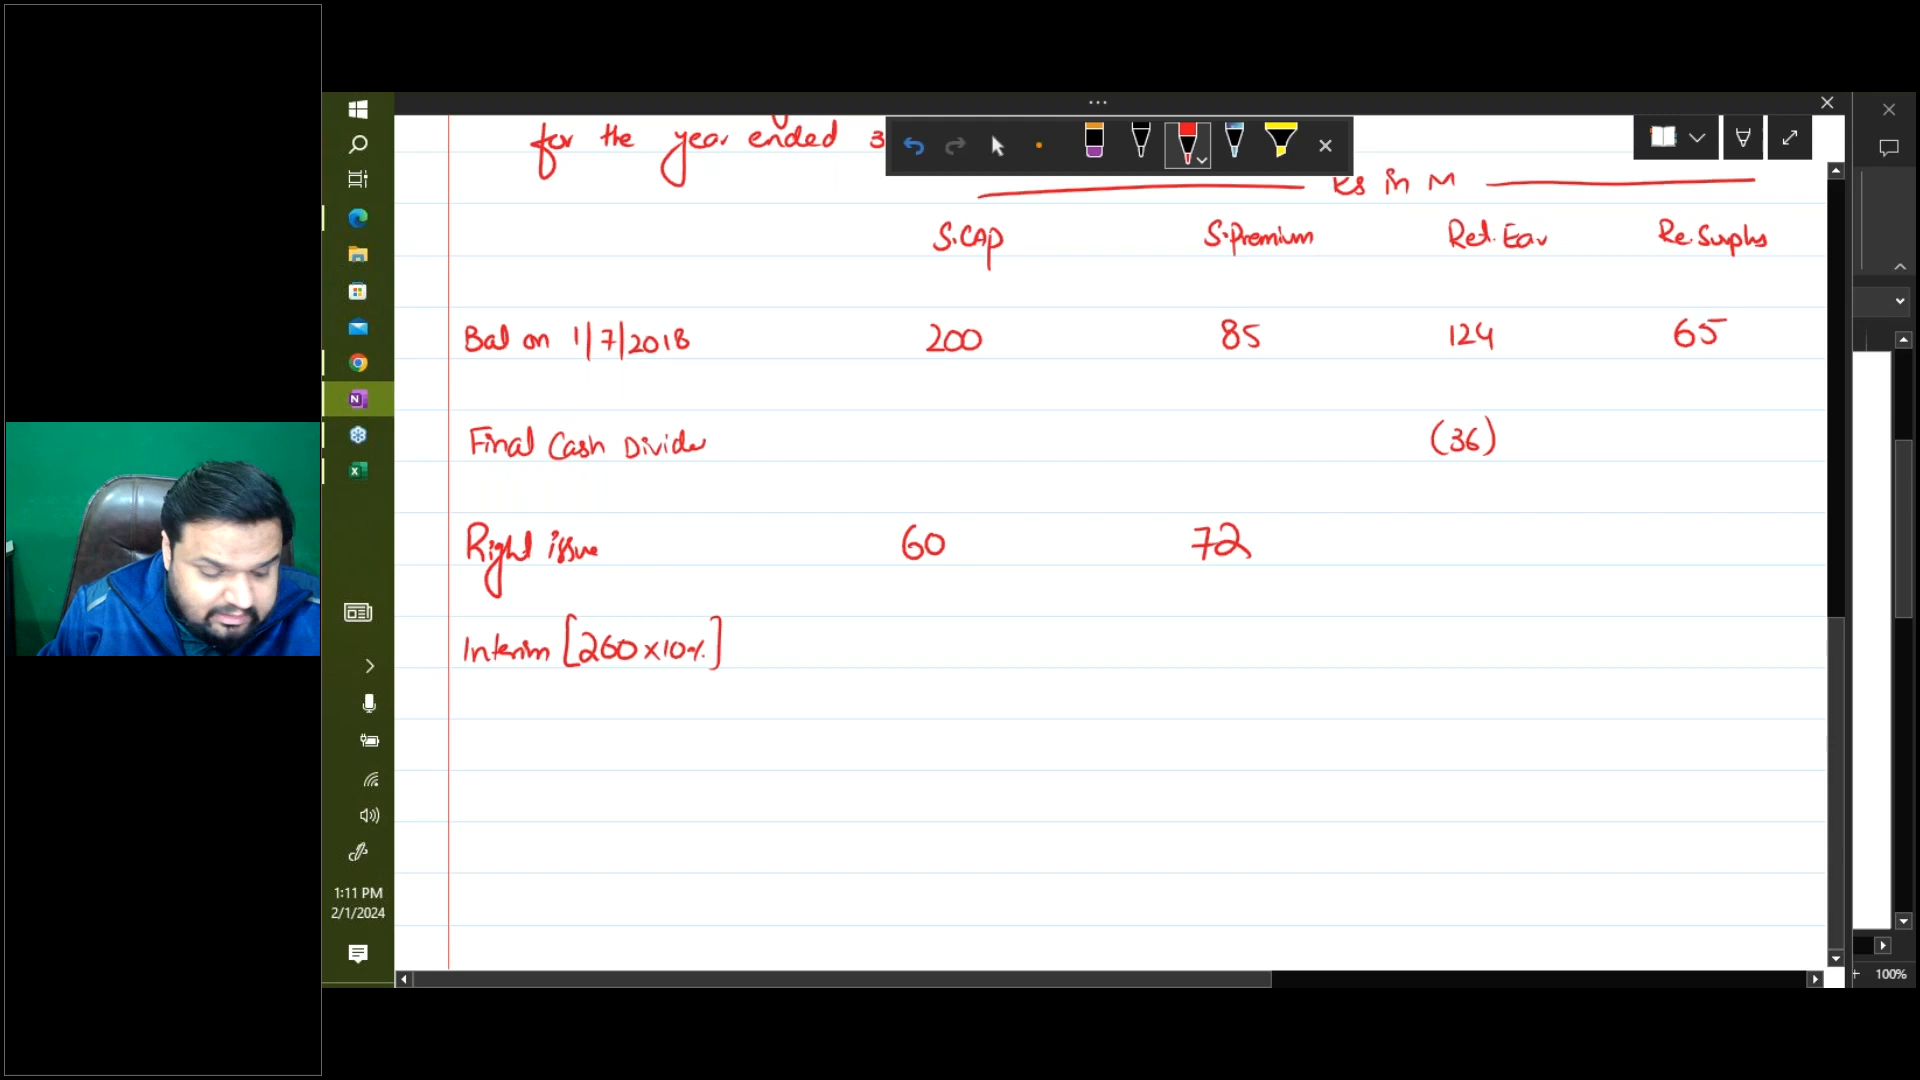 for the year ended 3
Rs in M
S.CAP S.Premium Ret.Ear Re.Surplus
Bal on 1/7/2018 200 85 124 65
Final Cash Divide (36)
Right issue 60 72
Interim [260×10%]
1:11 PM
2/1/2024
100%